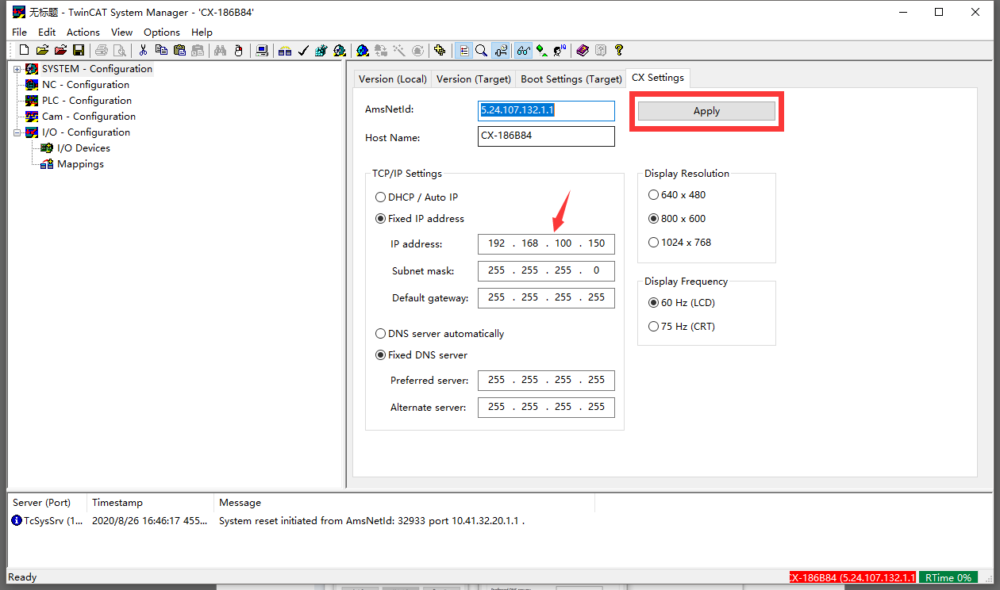 无标题 - TwinCAT System Manager - 'CX-186B84'
File Edit Actions View Options Help
SYSTEM - Configuration
NC - Configuration
PLC - Configuration
Cam - Configuration
I/O - Configuration
I/O Devices
Mappings
Version (Local) Version (Target) Boot Settings (Target) CX Settings
AmsNetId: 5.24.107.132.1.1 Apply
Host Name: CX-186B84
TCP/IP Settings
DHCP / Auto IP
Fixed IP address
IP address: 192 . 168 . 100 . 150
Subnet mask: 255 . 255 . 255 . 0
Default gateway: 255 . 255 . 255 . 255
DNS server automatically
Fixed DNS server
Preferred server: 255 . 255 . 255 . 255
Alternate server: 255 . 255 . 255 . 255
Display Resolution
640 x 480
800 x 600
1024 x 768
Display Frequency
60 Hz (LCD)
75 Hz (CRT)
Server (Port) Timestamp Message
TcSysSrv (1... 2020/8/26 16:46:17 455... System reset initiated from AmsNetId: 32933 port 10.41.32.20.1.1 .
Ready X-186B84 (5.24.107.132.1.1 RTime 0%